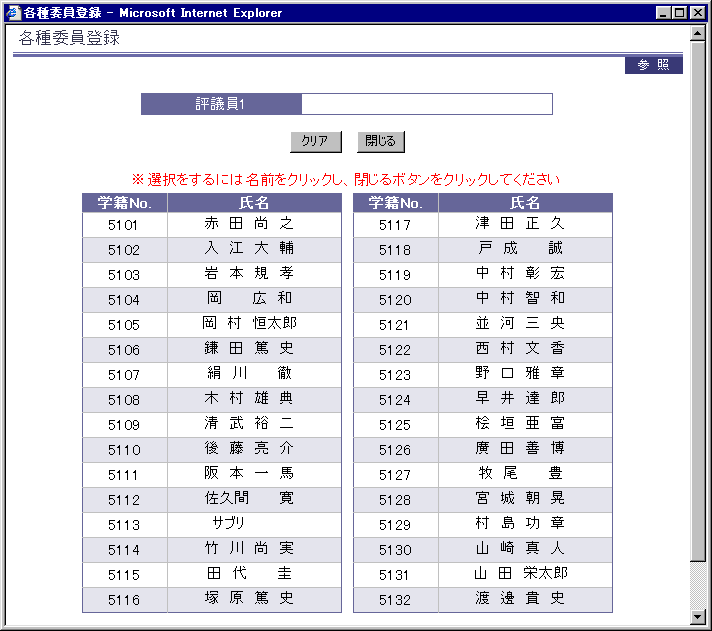 各種委員登録 - Microsoft Internet Explorer
各種委員登録
参 照
評議員1
クリア 閉じる
※ 選択をするには 名前をクリックし、閉じるボタンをクリックしてください
学籍No. 氏名 学籍No. 氏名
5101 赤 田 尚 之 5117 津 田 正 久
5102 入 江 大 輔 5118 戸 成 誠
5103 岩 本 規 孝 5119 中 村 彰 宏
5104 岡 広 和 5120 中 村 智 和
5105 岡 村 恒太郎 5121 並 河 三 央
5106 鎌 田 篤 史 5122 西 村 文 香
5107 絹 川 徹 5123 野 口 雅 章
5108 木 村 雄 典 5124 早 井 達 郎
5109 清 武 裕 二 5125 桧 垣 亜 富
5110 後 藤 亮 介 5126 廣 田 善 博
5111 阪 本 一 馬 5127 牧 尾 豊
5112 佐久間 寛 5128 宮 城 朝 晃
5113 サブリ 5129 村 島 功 章
5114 竹 川 尚 実 5130 山 崎 真 人
5115 田 代 圭 5131 山 田 栄太郎
5116 塚 原 篤 史 5132 渡 邊 貴 史